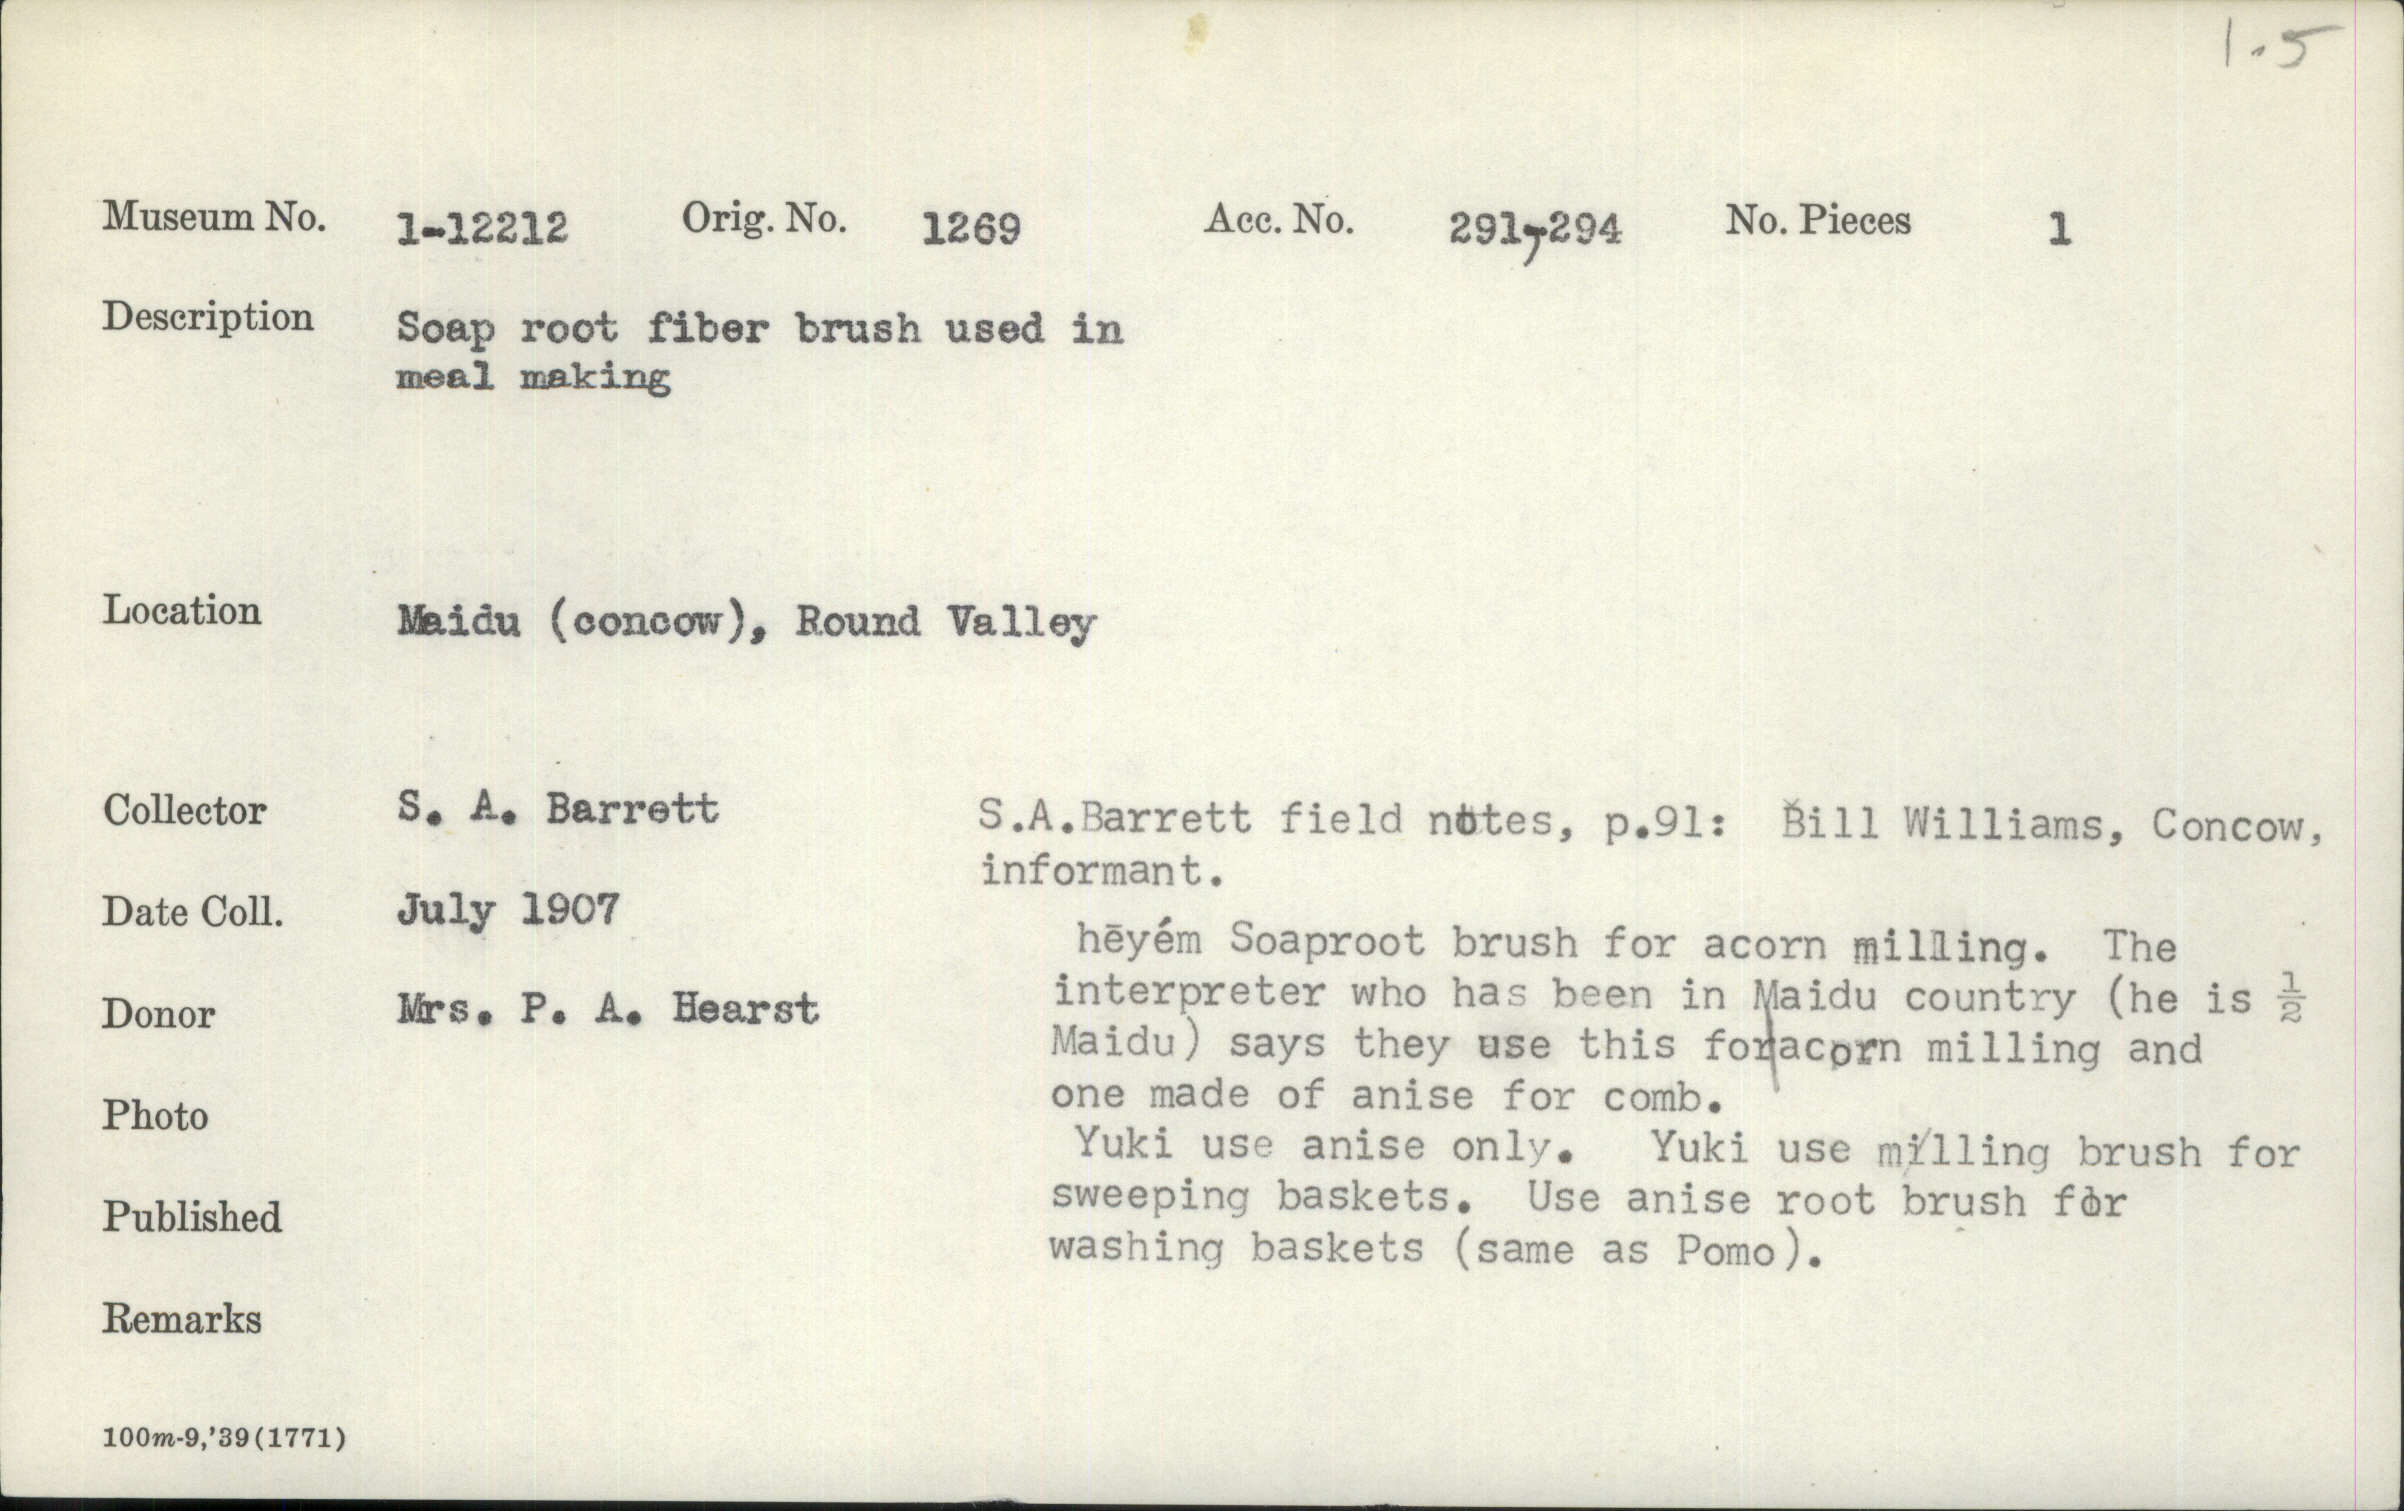 1.5
Museum No. 1-12212 Orig. No. 1269 Acc. No. 291,294 No. Pieces 1
Description Soap root fiber brush used in
meal making
Location Maidu (concow), Round Valley
Collector S. A. Barrett
S.A.Barrett field notes, p.91: Bill Williams, Concow,
informant.
Date Coll. July 1907
hēyém Soaproot brush for acorn milling. The
interpreter who has been in Maidu country (he is ½
Donor Mrs. P. A. Hearst
Maidu) says they use this for acorn milling and
one made of anise for comb.
Photo
Yuki use anise only. Yuki use milling brush for
sweeping baskets. Use anise root brush for
Published
washing baskets (same as Pomo).
Remarks
100m-9,'39(1771)